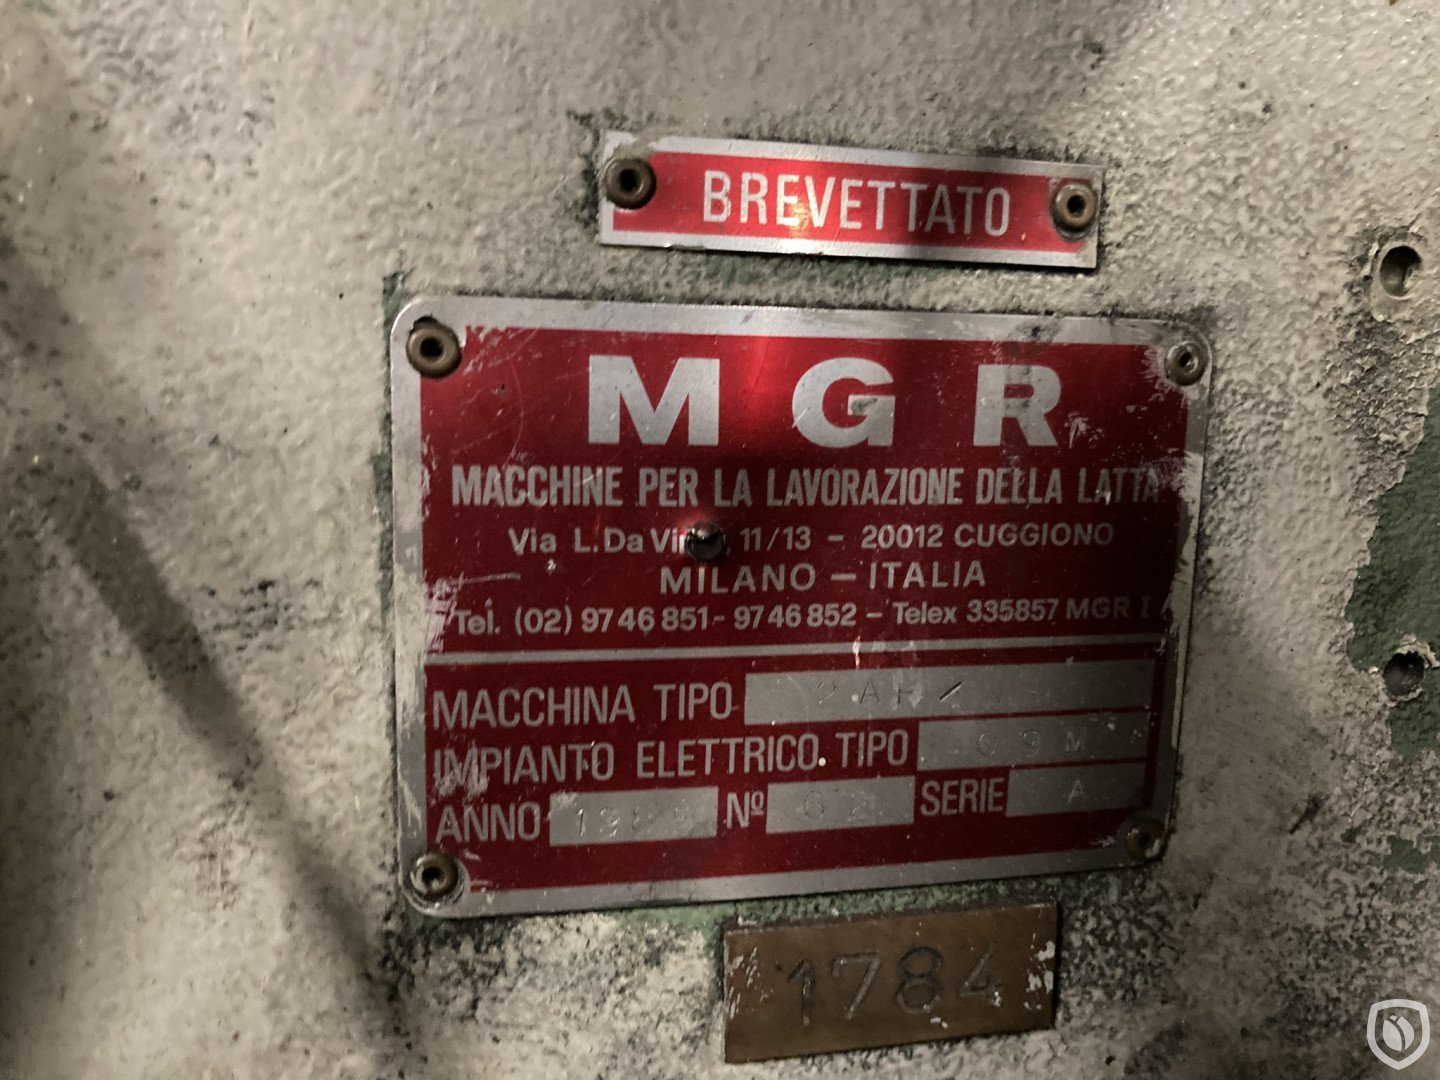 BREVETTATO
MGR
MACCHINE PER LA LAVORAZIONE DELLA LATTA
Via L. Da 11/13 - 20012 CUGGIONO
MILANO - ITALIA
Tel. (02) 97 46 851 - 97 46 852 - Telex 335857 MGR I
MACCHINA TIPO
IMPIANTO ELETTRICO TIPO
ANNO Nº 62 SERIE A
1784